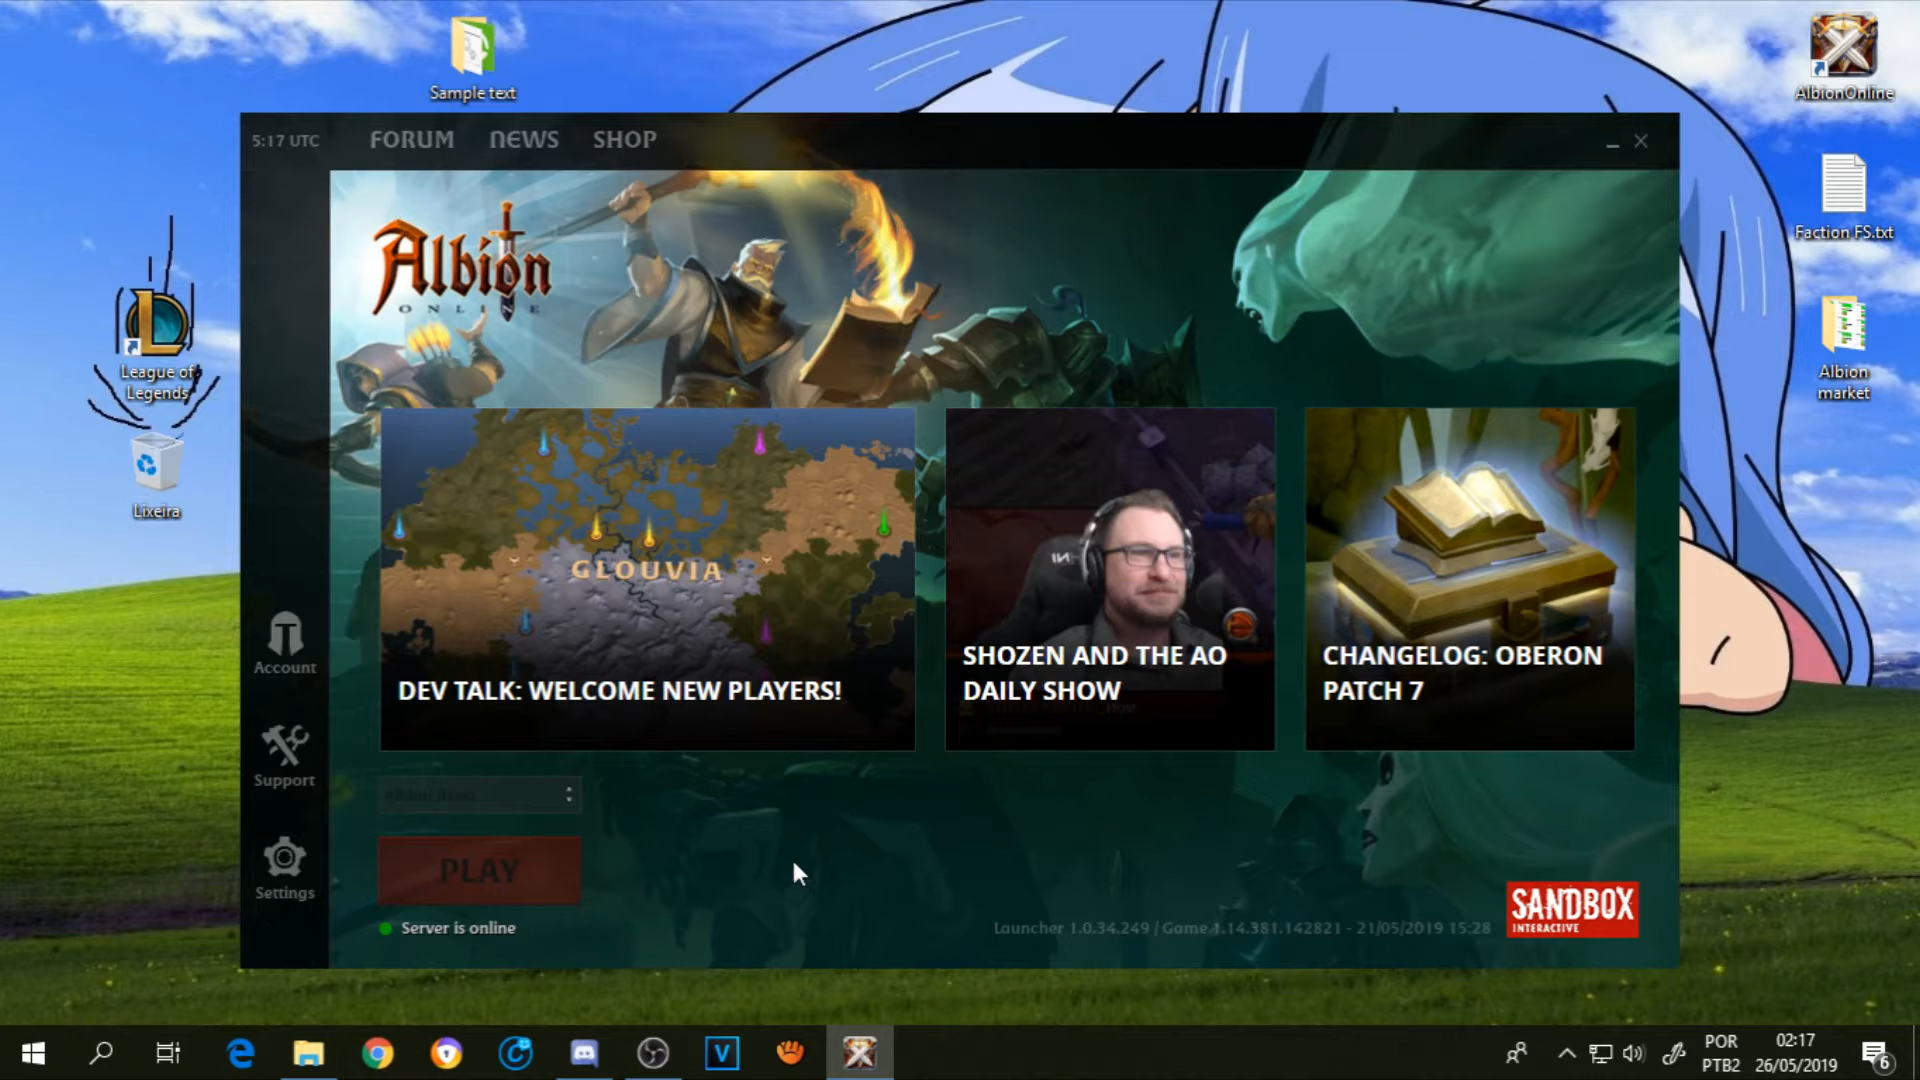 Sample text
AlbionOnline
5:17 UTC
FORUM
NEWS
SHOP
Albion
ONLINE
Faction FS.txt
League of
Legends
Albion
market
Lixeira
GLOUVIA
DEV TALK: WELCOME NEW PLAYERS!
SHOZEN AND THE AO
DAILY SHOW
CHANGELOG: OBERON
PATCH 7
Account
Support
Settings
PLAY
Server is online
Launcher 1.0.34.249 / Game 1.14.381.142821 - 21/05/2019 15:28
SANDBOX
INTERACTIVE
POR
PTB2
02:17
26/05/2019
6